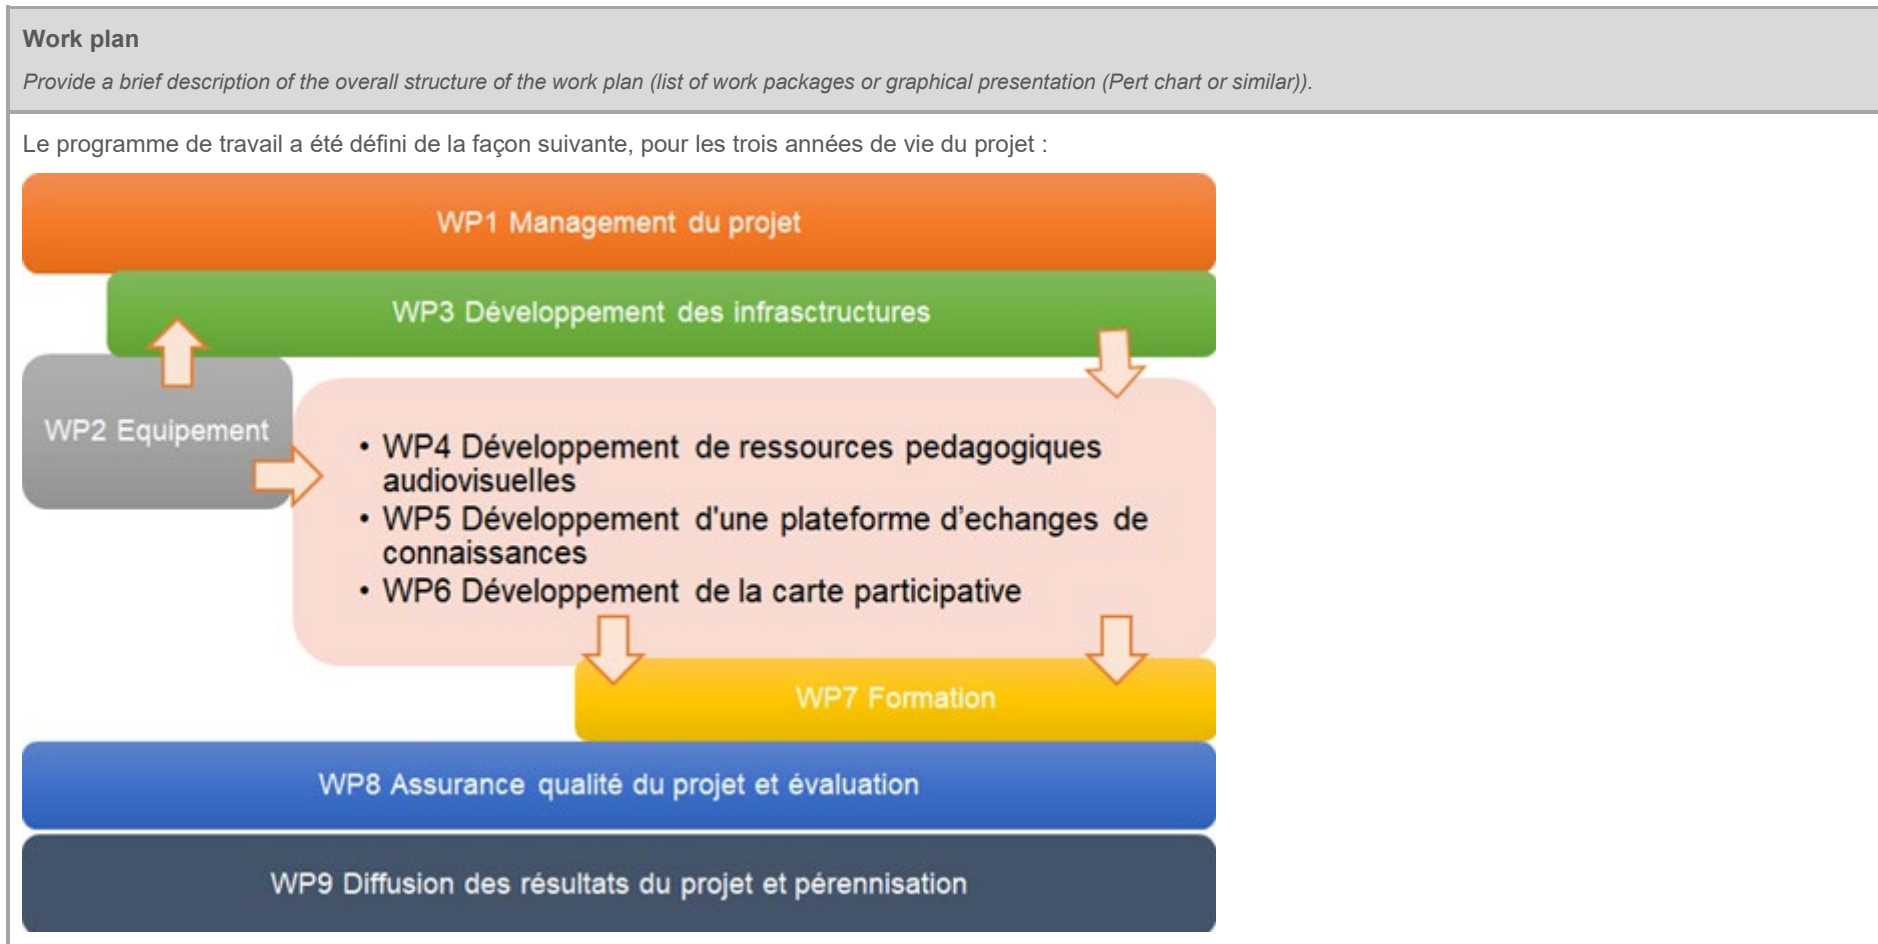 Work plan
Provide a brief description of the overall structure of the work plan (list of work packages or graphical presentation (Pert chart or similar)).
Le programme de travail a été défini de la façon suivante, pour les trois années de vie du projet :
WP1 Management du projet
WP3 Développement des infrasctructures
WP2 Equipement
• WP4 Développement de ressources pedagogiques
audiovisuelles
• WP5 Développement d'une plateforme d’echanges de
connaissances
• WP6 Développement de la carte participative
WP7 Formation
WP8 Assurance qualité du projet et évaluation
WP9 Diffusion des résultats du projet et pérennisation